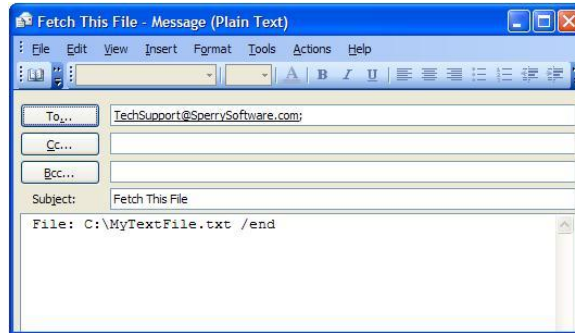 Fetch This File - Message (Plain Text)
File Edit View Insert Format Tools Actions Help
A B I U
To... TechSupport@SperrySoftware.com;
Cc...
Bcc...
Subject: Fetch This File
File: C:\MyTextFile.txt /end